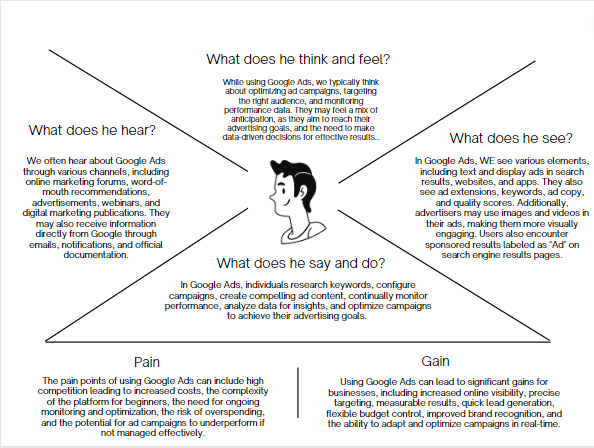 What does he think and feel?
While using Google Ads, we typically think
about optimizing ad campaigns, targeting
the right audience, and monitoring
performance data. They may feel a mix of
anticipation, as they aim to reach their
advertising goals, and the need to make
data-driven decisions for effective results..
What does he hear?
We often hear about Google Ads
through various channels, including
online marketing forums, word-of-
mouth recommendations,
advertisements, webinars, and
digital marketing publications. They
may also receive information
directly from Google through
emails, notifications, and official
documentation.
What does he see?
In Google Ads, WE see various elements,
including text and display ads in search
results, websites, and apps. They also
see ad extensions, keywords, ad copy,
and quality scores. Additionally,
advertisers may use images and videos in
their ads, making them more visually
engaging. Users also encounter
sponsored results labeled as "Ad" on
search engine results pages.
What does he say and do?
In Google Ads, individuals research keywords, configure
campaigns, create compelling ad content, continually monitor
performance, analyze data for insights, and optimize campaigns
to achieve their advertising goals.
Pain
The pain points of using Google Ads can include high
competition leading to increased costs, the complexity
of the platform for beginners, the need for ongoing
monitoring and optimization, the risk of overspending,
and the potential for ad campaigns to underperform if
not managed effectively.
Gain
Using Google Ads can lead to significant gains for
businesses, including increased online visibility, precise
targeting, measurable results, quick lead generation,
flexible budget control, improved brand recognition, and
the ability to adapt and optimize campaigns in real-time.